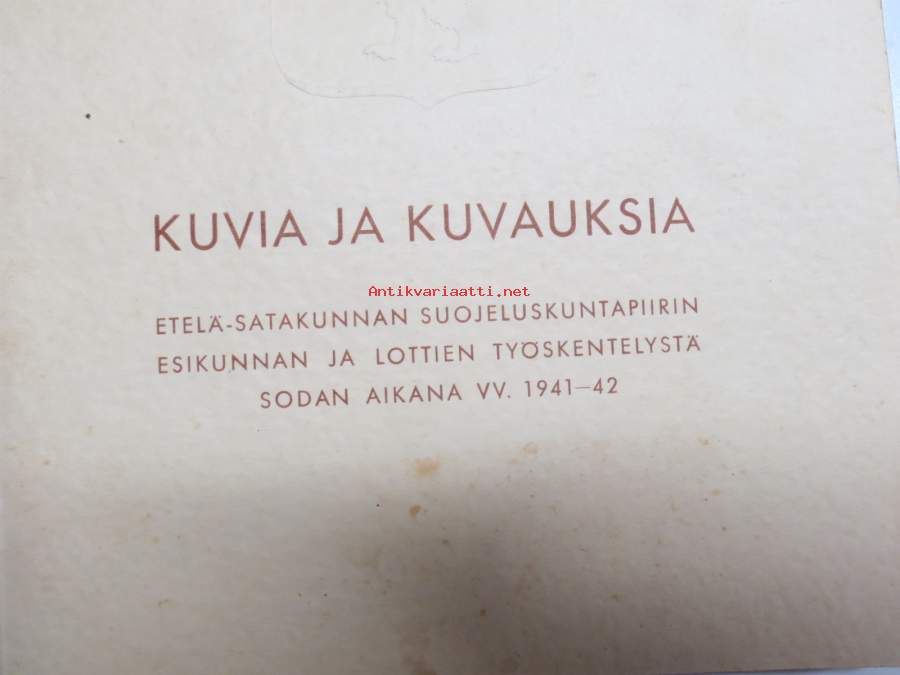 KUVIA JA KUVAUKSIA
Antikvariaatti.net
ETELÄ-SATAKUNNAN SUOJELUSKUNTAPIIRIN
ESIKUNNAN JA LOTTIEN TYÖSKENTELYSTÄ
SODAN AIKANA VV. 1941—42